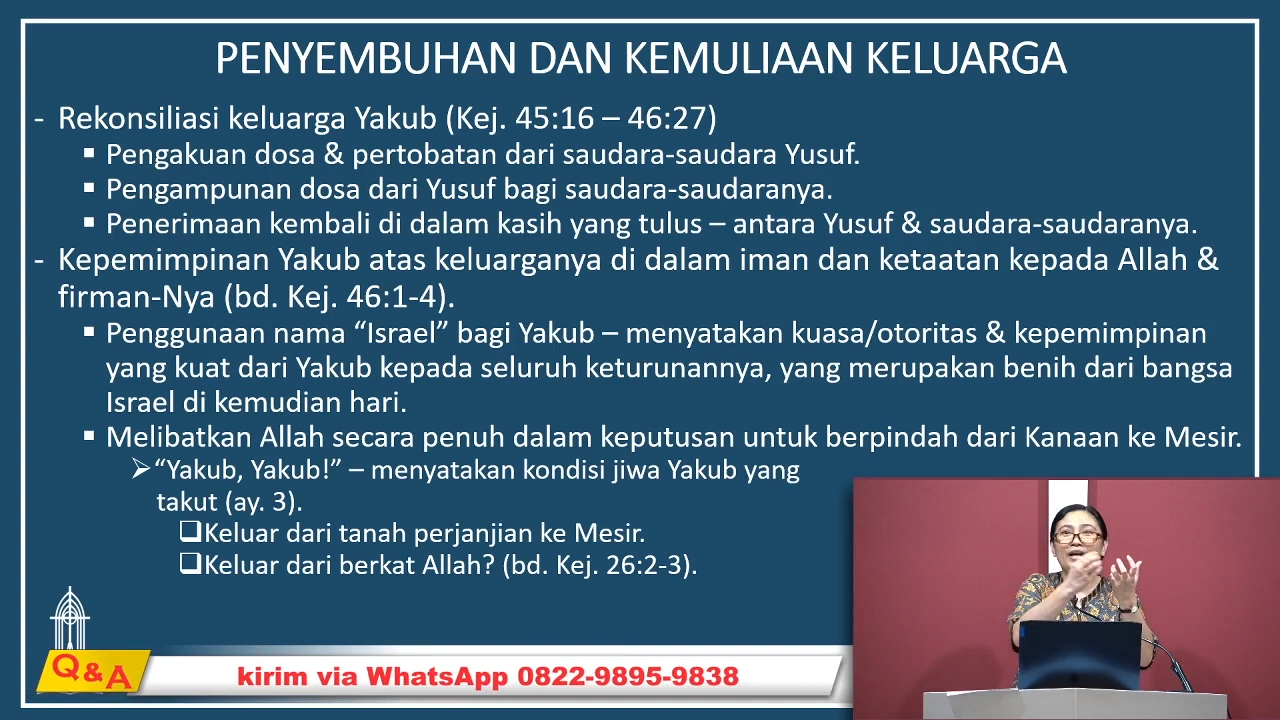 PENYEMBUHAN DAN KEMULIAAN KELUARGA
- Rekonsiliasi keluarga Yakub (Kej. 45:16 – 46:27)
▪ Pengakuan dosa & pertobatan dari saudara-saudara Yusuf.
▪ Pengampunan dosa dari Yusuf bagi saudara-saudaranya.
▪ Penerimaan kembali di dalam kasih yang tulus – antara Yusuf & saudara-saudaranya.
- Kepemimpinan Yakub atas keluarganya di dalam iman dan ketaatan kepada Allah &
firman-Nya (bd. Kej. 46:1-4).
▪ Penggunaan nama “Israel” bagi Yakub – menyatakan kuasa/otoritas & kepemimpinan
yang kuat dari Yakub kepada seluruh keturunannya, yang merupakan benih dari bangsa
Israel di kemudian hari.
▪ Melibatkan Allah secara penuh dalam keputusan untuk berpindah dari Kanaan ke Mesir.
➢“Yakub, Yakub!” – menyatakan kondisi jiwa Yakub yang
takut (ay. 3).
❑Keluar dari tanah perjanjian ke Mesir.
❑Keluar dari berkat Allah? (bd. Kej. 26:2-3).
Q&A
kirim via WhatsApp 0822-9895-9838